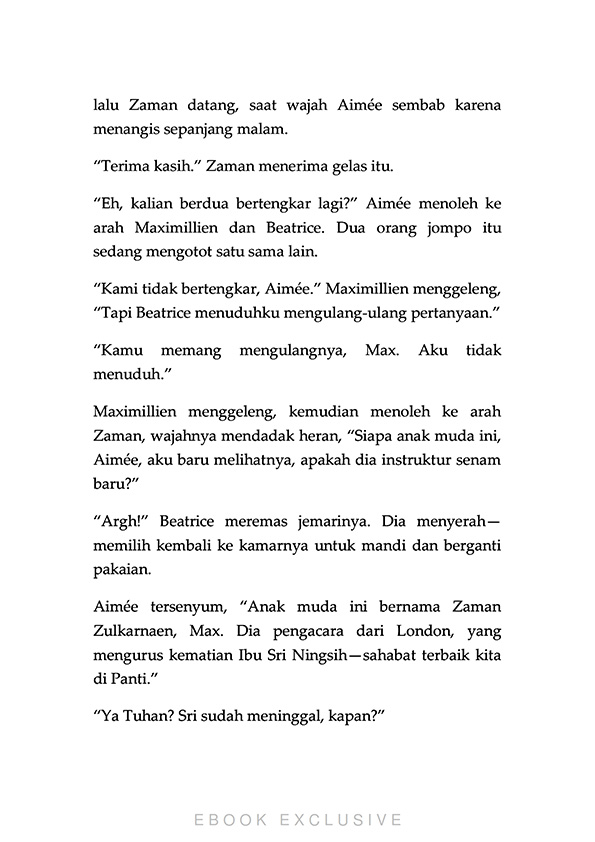 lalu Zaman datang, saat wajah Aimée sembab karena
menangis sepanjang malam.
“Terima kasih.” Zaman menerima gelas itu.
“Eh, kalian berdua bertengkar lagi?” Aimée menoleh ke
arah Maximillien dan Beatrice. Dua orang jompo itu
sedang mengotot satu sama lain.
“Kami tidak bertengkar, Aimée.” Maximillien menggeleng,
“Tapi Beatrice menuduhku mengulang-ulang pertanyaan.”
“Kamu memang mengulangnya, Max. Aku tidak
menuduh.”
Maximillien menggeleng, kemudian menoleh ke arah
Zaman, wajahnya mendadak heran, “Siapa anak muda ini,
Aimée, aku baru melihatnya, apakah dia instruktur senam
baru?”
“Argh!” Beatrice meremas jemarinya. Dia menyerah—
memilih kembali ke kamarnya untuk mandi dan berganti
pakaian.
Aimée tersenyum, “Anak muda ini bernama Zaman
Zulkarnaen, Max. Dia pengacara dari London, yang
mengurus kematian Ibu Sri Ningsih—sahabat terbaik kita
di Panti.”
“Ya Tuhan? Sri sudah meninggal, kapan?”
EBOOK EXCLUSIVE